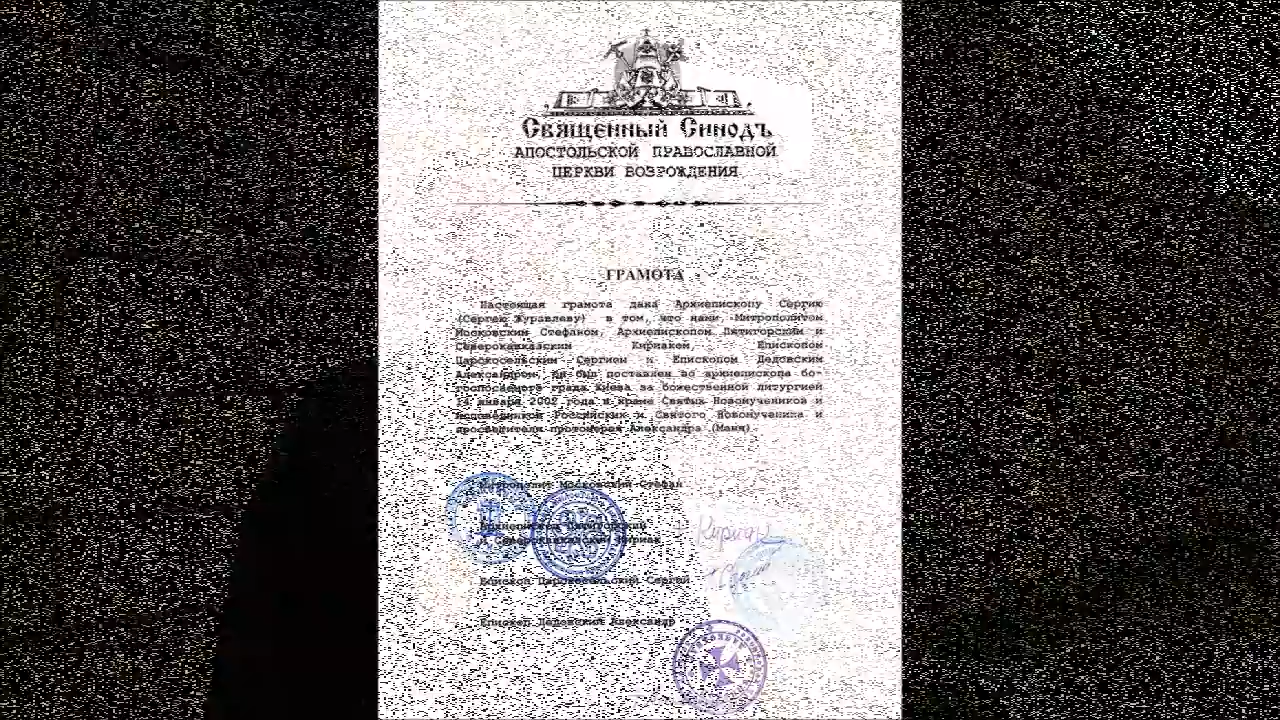 Священный Синодъ
АПОСТОЛЬСКОЙ ПРАВОСЛАВНОЙ
ЦЕРКВИ ВОЗРОЖДЕНИЯ
ГРАМОТА
Настоящая грамота дана Архиепископу Сергию
(Сергею Журавлеву) в том, что нами, Митрополитом
Московским Стефаном, Архиепископом Пятигорским и
Северокавказским Кириаком, Епископом
Царскосельским Сергием и Епископом Дедовским
Александром, он был поставлен во архиепископа бо-
госпасаемого града Киева за божественной литургией
14 января 2002 года в храме Святых Новомучеников и
Исповедников Российских и Святого Новомученика и
просветителя протоиерея Александра (Меня).
Митрополит Московский Стефан
Архиепископ Пятигорский
и Северокавказский Кириак
Кириак
Епископ Царскосельский Сергий
Епископ Дедовский Александр